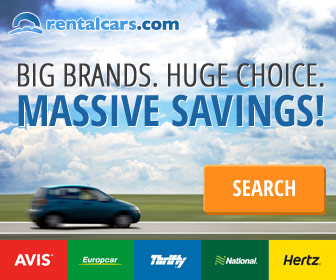 rentalcars.com
BIG BRANDS. HUGE CHOICE.
MASSIVE SAVINGS!
SEARCH
AVIS Europcar Thrifty National Hertz